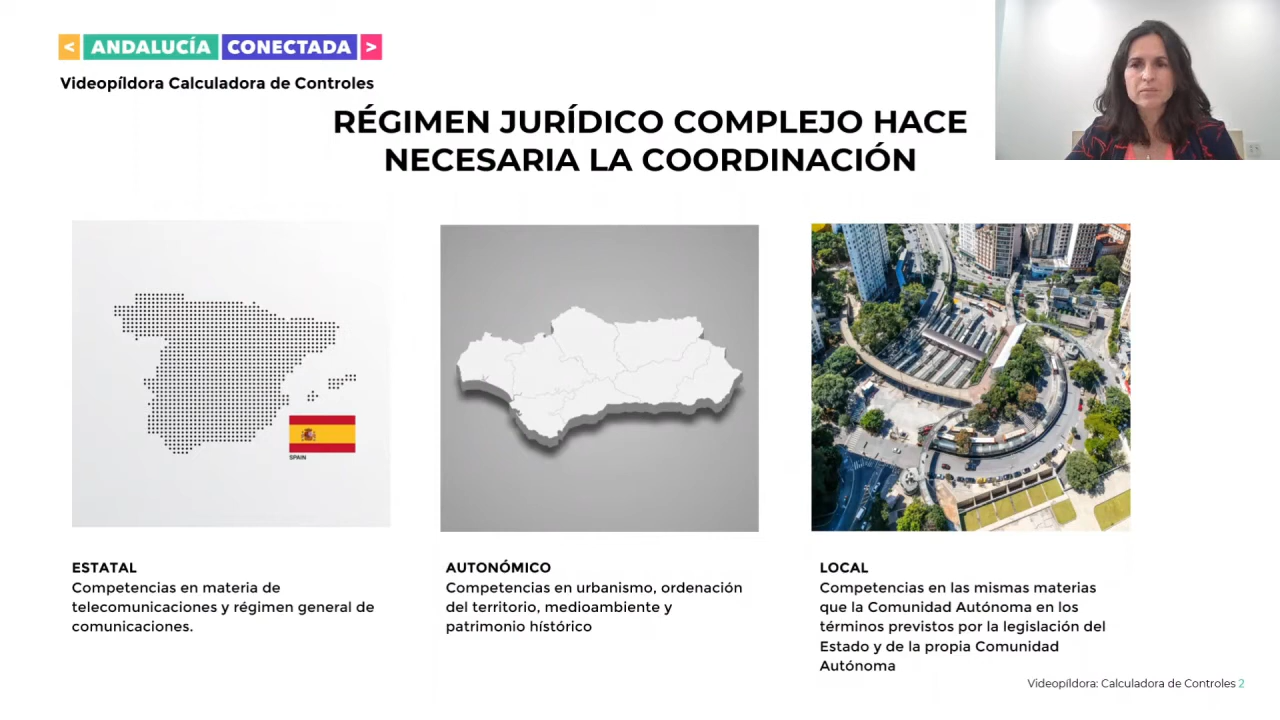 < ANDALUCÍA CONECTADA >
Videopíldora Calculadora de Controles
RÉGIMEN JURÍDICO COMPLEJO HACE
NECESARIA LA COORDINACIÓN
SPAIN
ESTATAL
Competencias en materia de
telecomunicaciones y régimen general de
comunicaciones.
AUTONÓMICO
Competencias en urbanismo, ordenación
del territorio, medioambiente y
patrimonio hístórico
LOCAL
Competencias en las mismas materias
que la Comunidad Autónoma en los
términos previstos por la legislación del
Estado y de la propia Comunidad
Autónoma
Videopíldora: Calculadora de Controles 2